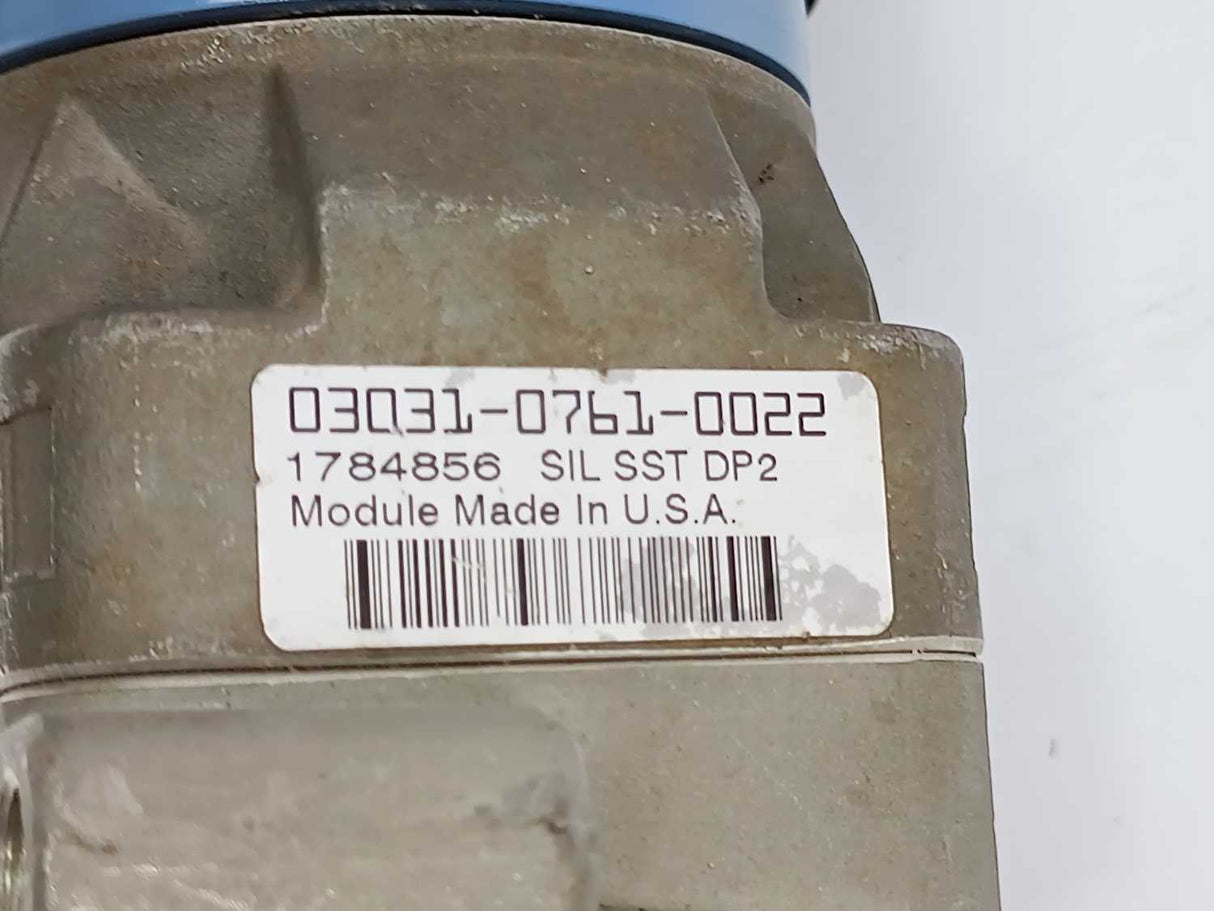 03031-0761-0022
1784856 SIL SST DP2
Module Made In U.S.A.